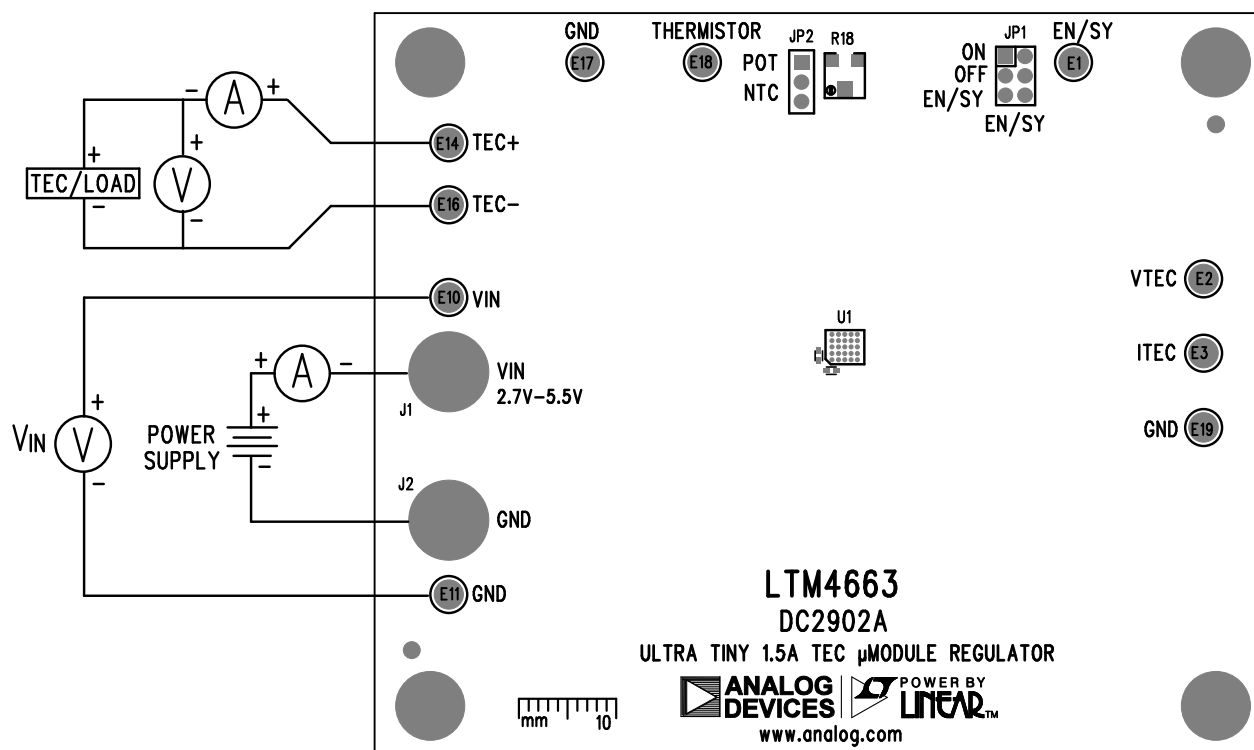 GND
THERMISTOR
JP2
R18
JP1
EN/SY
E17
E18
POT
NTC
ON
OFF
EN/SY
E1
EN/SY
− A +
E14 TEC+
+
TEC/LOAD
−
+
V
−
E16 TEC-
E10 VIN
VTEC E2
U1
+ A −
VIN
2.7V-5.5V
J1
ITEC E3
+
VIN V
−
+
POWER
SUPPLY
−
GND E19
J2
GND
E11 GND
LTM4663
DC2902A
ULTRA TINY 1.5A TEC µMODULE REGULATOR
ANALOG
DEVICES
POWER BY
LINEAR™
www.analog.com
mm 10